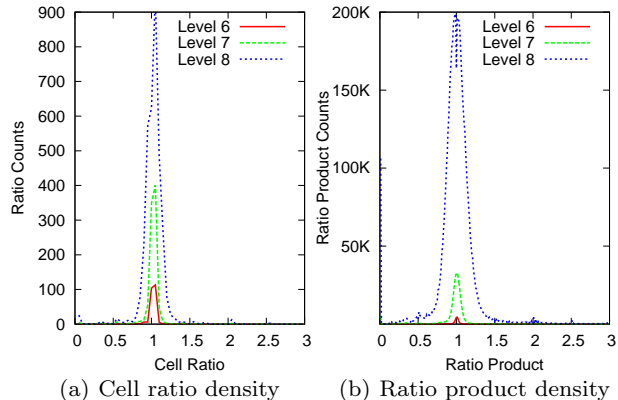 900
800
700
600
500
400
300
200
100
0
Ratio Counts
Level 6
Level 7
Level 8
0 0.5 1 1.5 2 2.5 3
Cell Ratio
(a) Cell ratio density
200K
150K
100K
50K
Ratio Product Counts
Level 6
Level 7
Level 8
0 0.5 1 1.5 2 2.5 3
Ratio Product
(b) Ratio product density